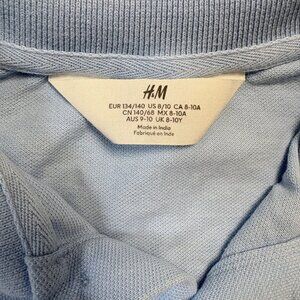 H&M
EUR 134/140 US 8/10 CA 8-10A
CN 140/68 MX 8-10A
AUS 9-10 UK 8-10Y
Made in India
Fabriqué en Inde